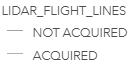 LIDAR_FLIGHT_LINES
NOT ACQUIRED
ACQUIRED